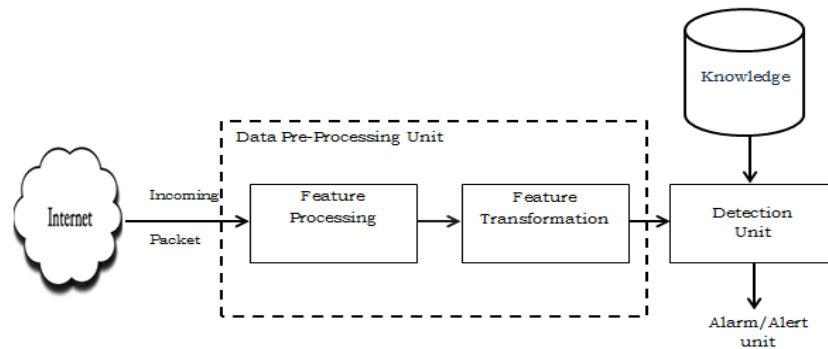 Knowledge
Data Pre-Processing Unit
Internet
Incoming
Packet
Feature
Processing
Feature
Transformation
Detection
Unit
Alarm/Alert
unit